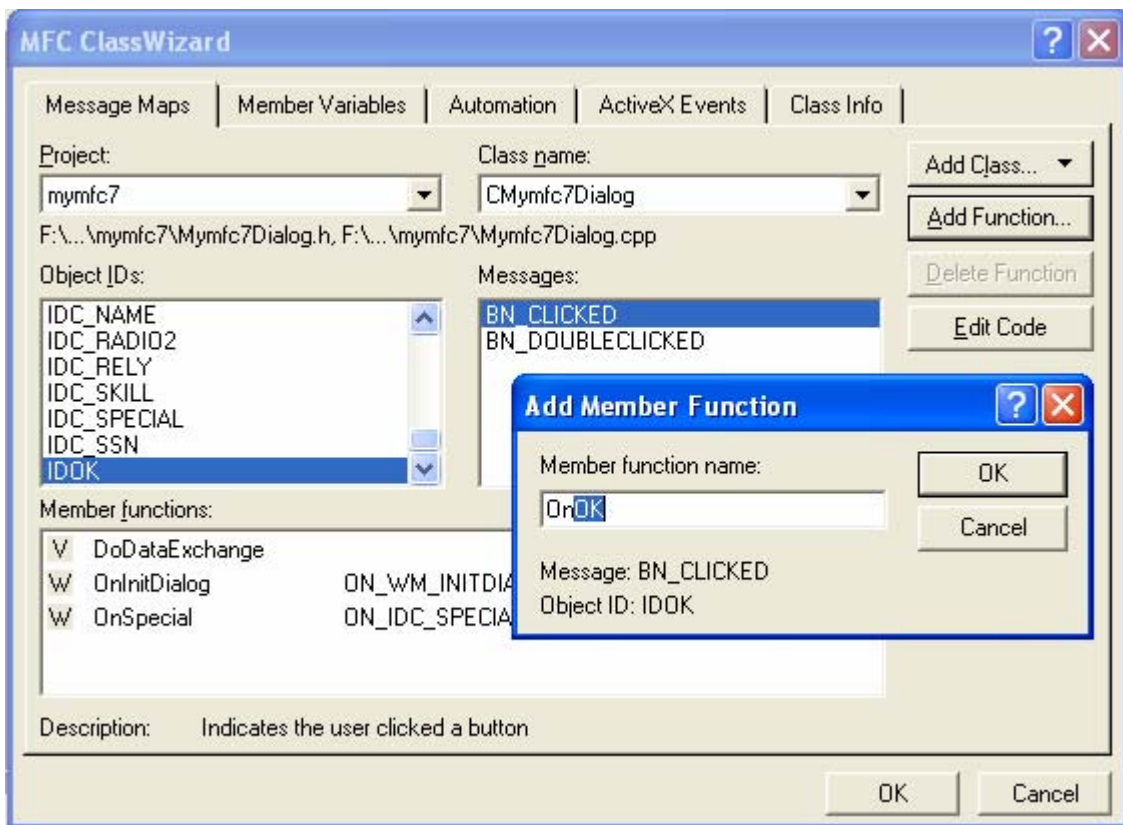 MFC ClassWizard
Message Maps
Member Variables
Automation
ActiveX Events
Class Info
Project:
mymfc7
Class name:
CMymfc7Dialog
Add Class...
Add Function...
Delete Function
Edit Code
F:\...\mymfc7\Mymfc7Dialog.h, F:\...\mymfc7\Mymfc7Dialog.cpp
Object IDs:
IDC_NAME
IDC_RADIO2
IDC_RELY
IDC_SKILL
IDC_SPECIAL
IDC_SSN
IDOK
Messages:
BN_CLICKED
BN_DOUBLECLICKED
Add Member Function
Member function name:
OnOK
OK
Cancel
Message: BN_CLICKED
Object ID: IDOK
Member functions:
V DoDataExchange
W OnInitDialog ON_WM_INITDIA
W OnSpecial ON_IDC_SPECIA
Description: Indicates the user clicked a button
OK
Cancel